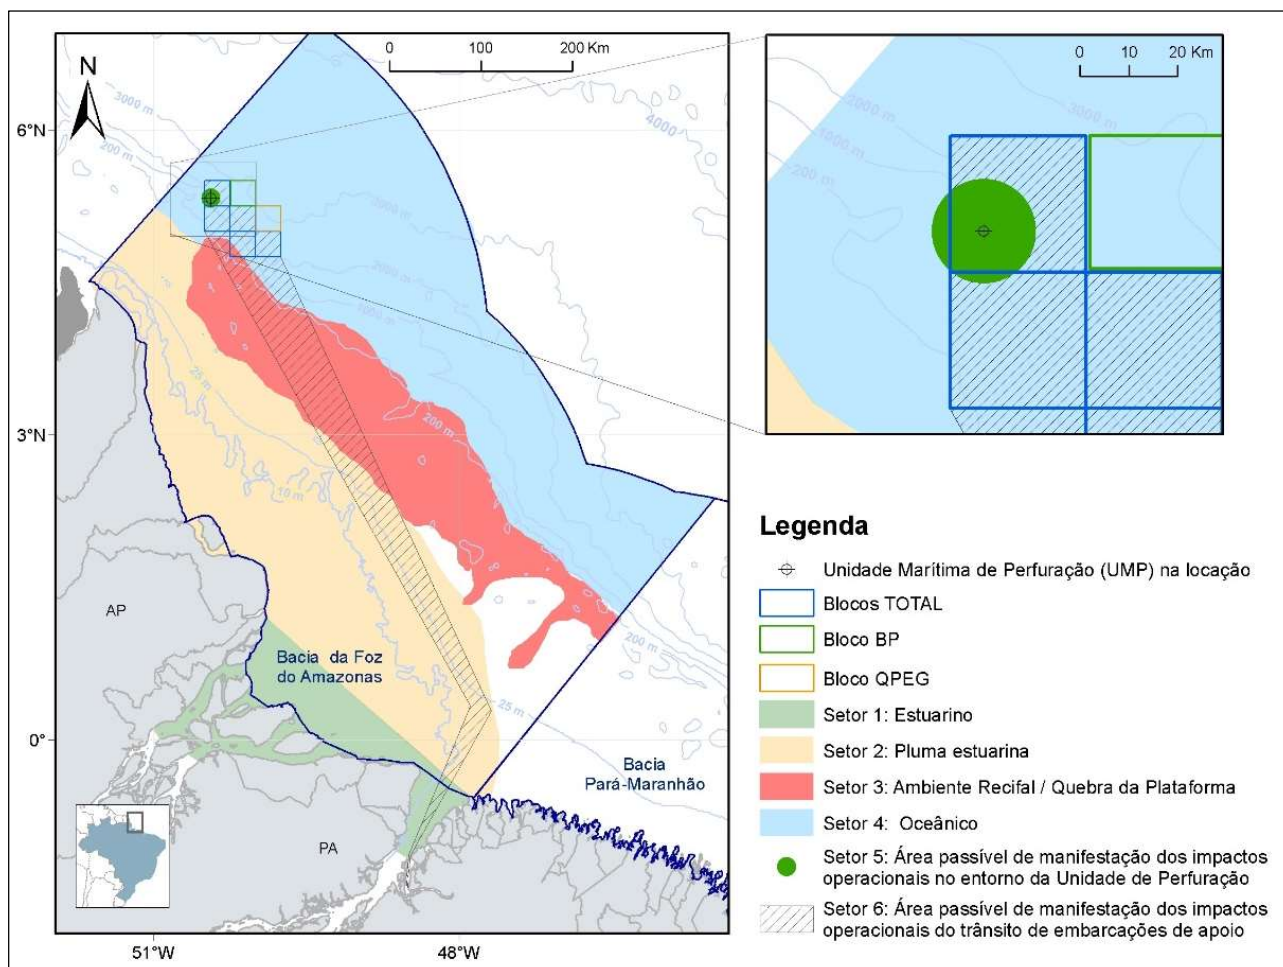 0 100 200 Km
N
6°N
3°N
0°
51°W
48°W
3000 m
200 m
4000
3000 m
2000 m
1000 m
200 m
25 m
10 m
25 m
200 m
AP
PA
Bacia da Foz
do Amazonas
Bacia
Pará-Maranhão
0 10 20 Km
2000 m
1000 m
200 m
3000 m
Legenda
Unidade Marítima de Perfuração (UMP) na locação
Blocos TOTAL
Bloco BP
Bloco QPEG
Setor 1: Estuarino
Setor 2: Pluma estuarina
Setor 3: Ambiente Recifal / Quebra da Plataforma
Setor 4: Oceânico
Setor 5: Área passível de manifestação dos impactos
operacionais no entorno da Unidade de Perfuração
Setor 6: Área passível de manifestação dos impactos
operacionais do trânsito de embarcações de apoio